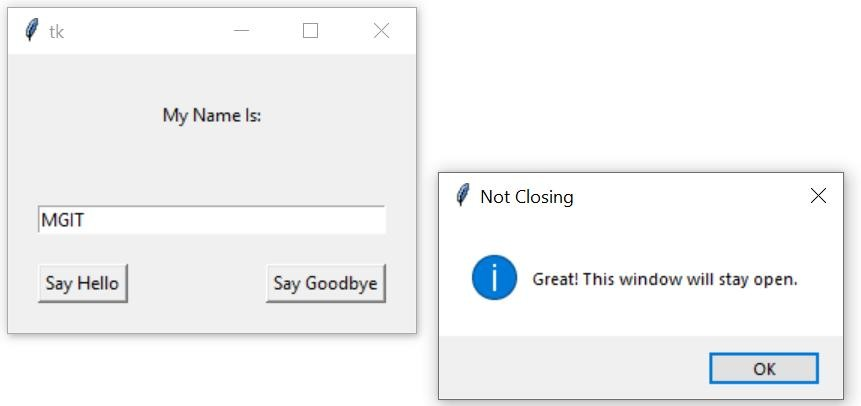 tk
My Name Is:
MGIT
Say Hello
Say Goodbye
Not Closing
Great! This window will stay open.
OK